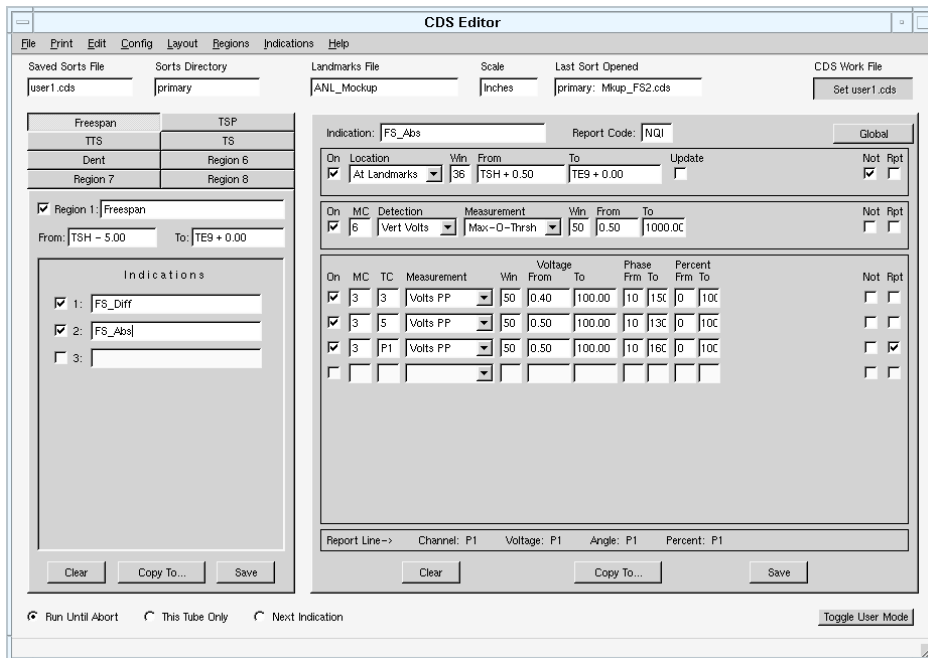 CDS Editor
File Print Edit Config Layout Regions Indications Help
Saved Sorts File Sorts Directory Landmarks File Scale Last Sort Opened CDS Work File
user1.cds primary ANL_Mockup Inches primary: Mkup_FS2.cds Set user1.cds
Freespan TSP
TTS TS
Dent Region 6
Region 7 Region 8
Region 1: Freespan
From: TSH - 5.00 To: TE9 + 0.00
Indications
1: FS_Diff
2: FS_Abs
3:
Clear Copy To... Save
Indication: FS_Abs Report Code: NQI Global
On Location Win From To Update Not Rpt
At Landmarks 36 TSH + 0.50 TE9 + 0.00
On MC Detection Measurement Win From To Not Rpt
6 Vert Volts Max-O-Thrsh 50 0.50 1000.0
Voltage Phase Percent
On MC TC Measurement Win From To Frm To Frm To Not Rpt
3 3 Volts PP 50 0.40 100.00 10 15 0 10
3 5 Volts PP 50 0.50 100.00 10 13 0 10
3 P1 Volts PP 50 0.50 100.00 10 16 0 10
Report Line-> Channel: P1 Voltage: P1 Angle: P1 Percent: P1
Clear Copy To... Save
Run Until Abort This Tube Only Next Indication Toggle User Mode